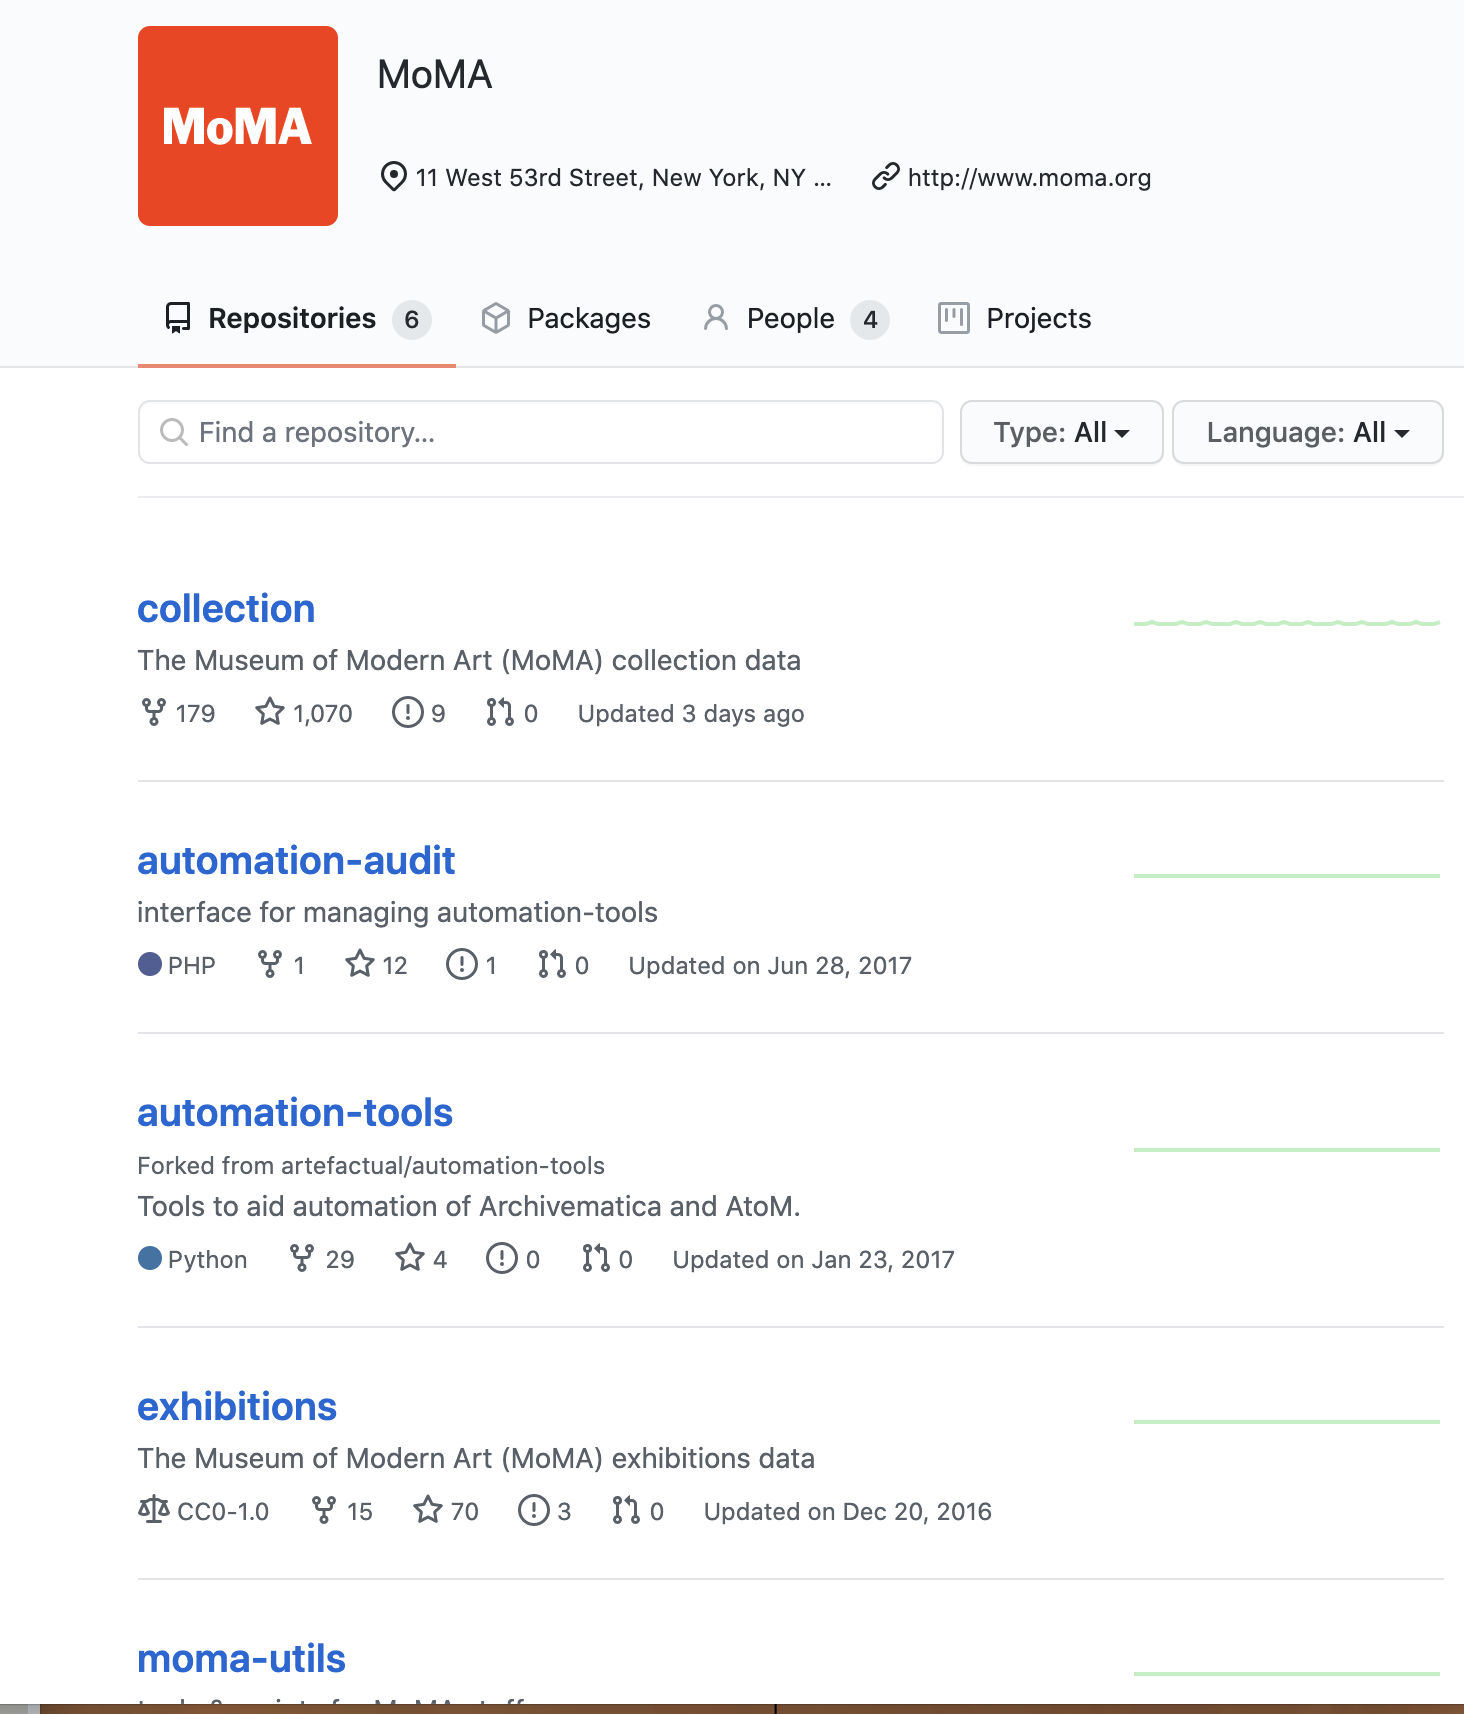 MoMA
MoMA
11 West 53rd Street, New York, NY ... http://www.moma.org
Repositories 6 Packages People 4 Projects
Find a repository... Type: All Language: All
collection
The Museum of Modern Art (MoMA) collection data
179 1,070 9 0 Updated 3 days ago
automation-audit
interface for managing automation-tools
PHP 1 12 1 0 Updated on Jun 28, 2017
automation-tools
Forked from artefactual/automation-tools
Tools to aid automation of Archivematica and AtoM.
Python 29 4 0 0 Updated on Jan 23, 2017
exhibitions
The Museum of Modern Art (MoMA) exhibitions data
CC0-1.0 15 70 3 0 Updated on Dec 20, 2016
moma-utils